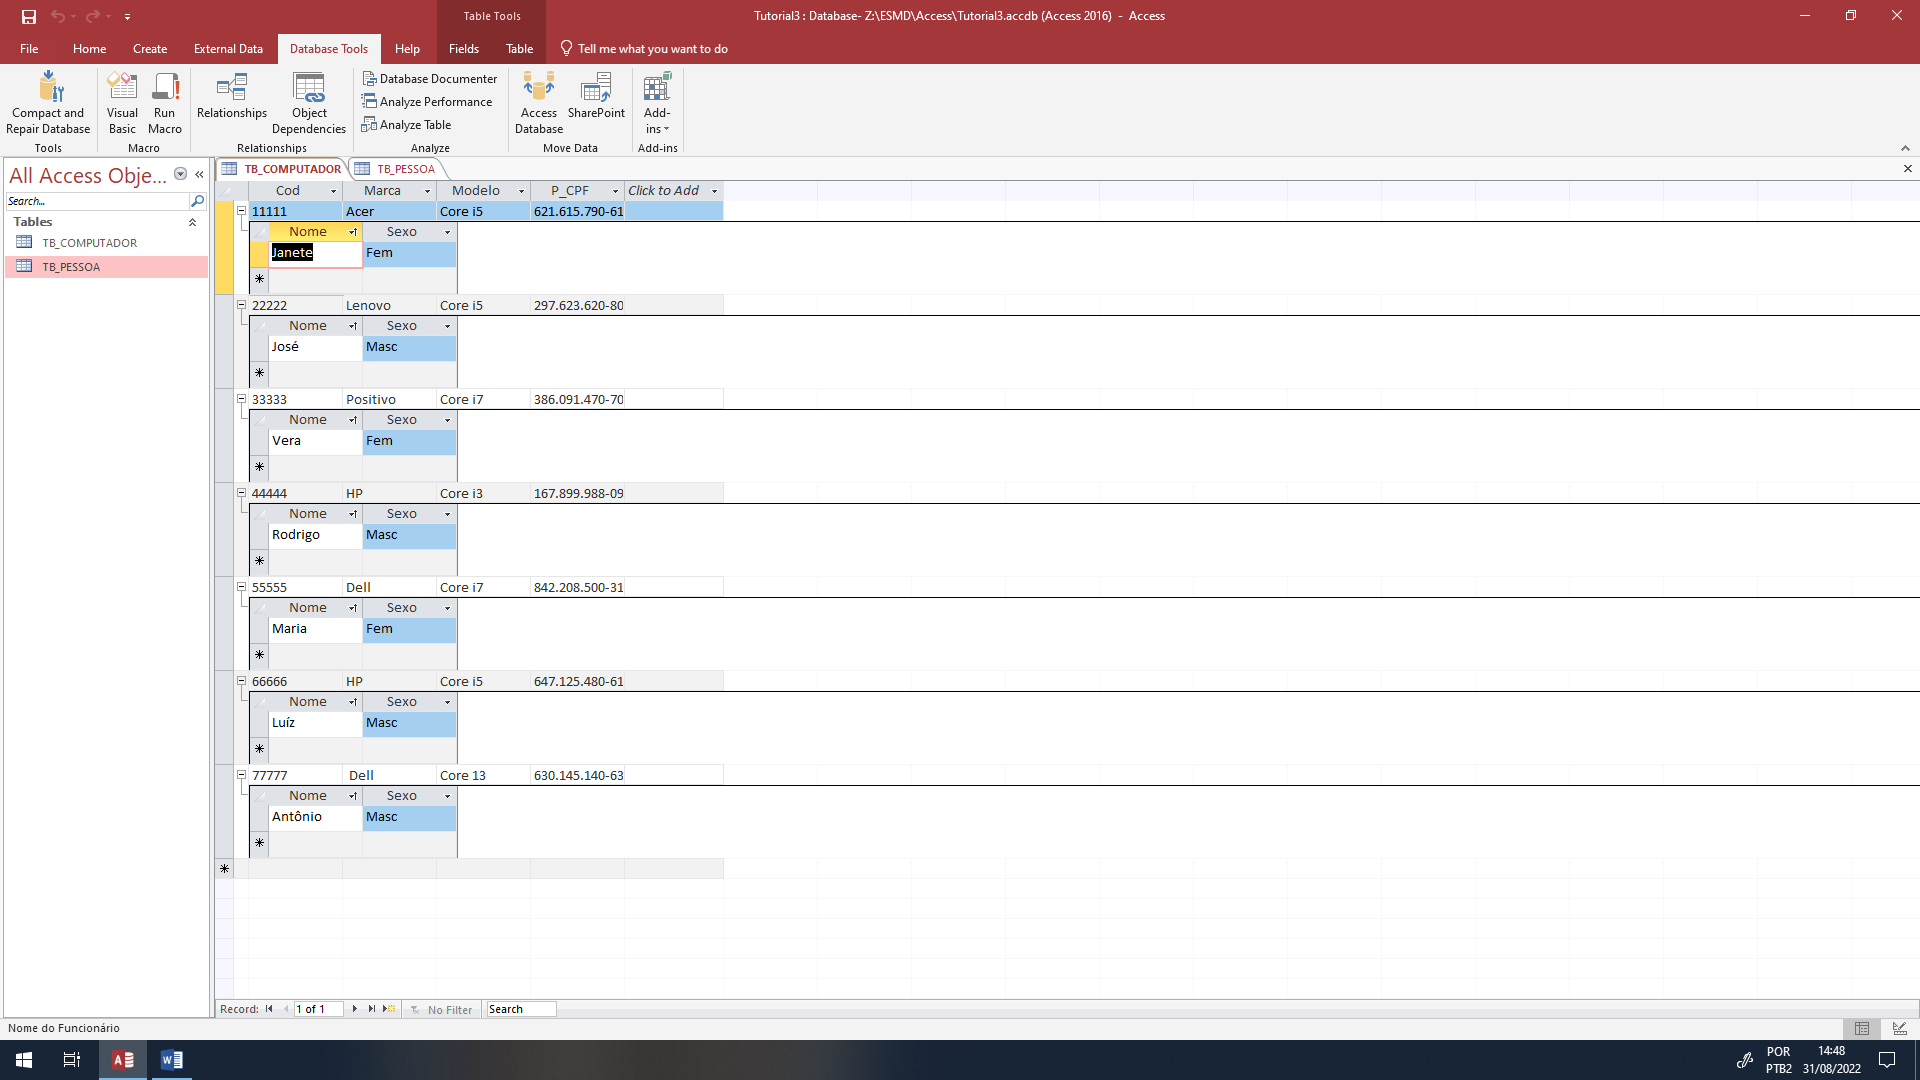 Table Tools
Tutorial3 : Database- Z:\ESMD\Access\Tutorial3.accdb (Access 2016) - Access
File Home Create External Data Database Tools Help Fields Table Tell me what you want to do
Compact and Repair Database
Tools
Visual Basic
Run Macro
Macro
Relationships
Object Dependencies
Relationships
Database Documenter
Analyze Performance
Analyze Table
Analyze
Access Database
SharePoint
Move Data
Add-ins
Add-ins
All Access Obje...
Search...
Tables
TB_COMPUTADOR
TB_PESSOA
TB_COMPUTADOR TB_PESSOA
Cod Marca Modelo P_CPF Click to Add
11111 Acer Core i5 621.615.790-61
Nome Sexo
Janete Fem
22222 Lenovo Core i5 297.623.620-80
Nome Sexo
José Masc
33333 Positivo Core i7 386.091.470-70
Nome Sexo
Vera Fem
44444 HP Core i3 167.899.988-09
Nome Sexo
Rodrigo Masc
55555 Dell Core i7 842.208.500-31
Nome Sexo
Maria Fem
66666 HP Core i5 647.125.480-61
Nome Sexo
Luíz Masc
77777 Dell Core 13 630.145.140-63
Nome Sexo
Antônio Masc
Record: 1 of 1 No Filter Search
Nome do Funcionário
POR
PTB2
14:48
31/08/2022